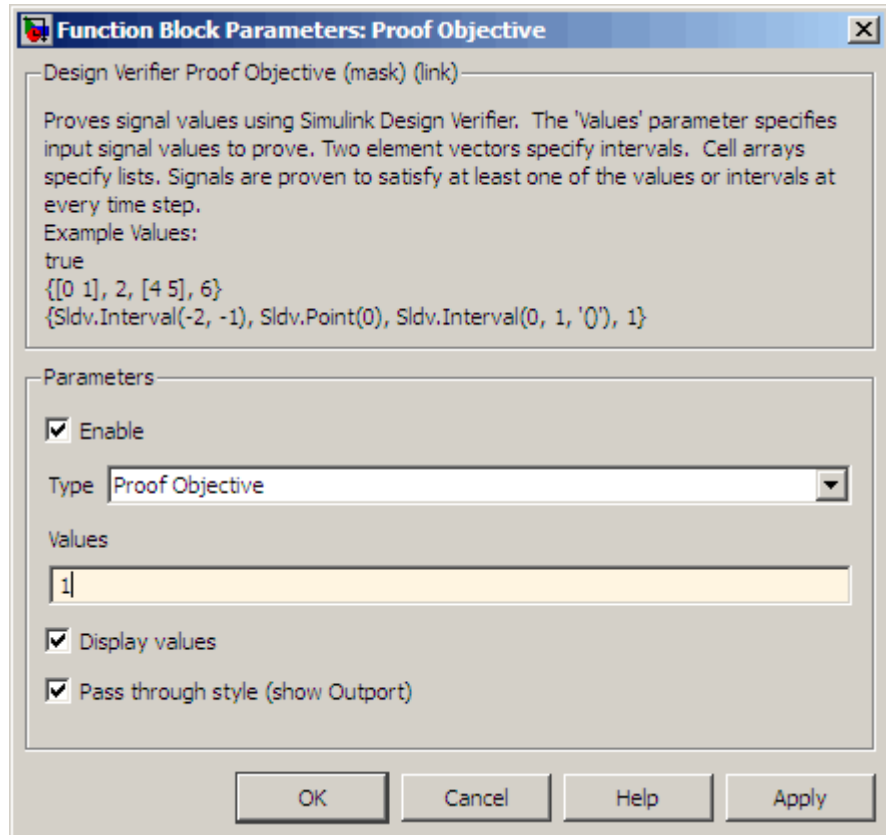 Function Block Parameters: Proof Objective
Design Verifier Proof Objective (mask) (link)
Proves signal values using Simulink Design Verifier.  The 'Values' parameter specifies
input signal values to prove. Two element vectors specify intervals.  Cell arrays
specify lists. Signals are proven to satisfy at least one of the values or intervals at
every time step.
Example Values:
true
{[0 1], 2, [4 5], 6}
{Sldv.Interval(-2, -1), Sldv.Point(0), Sldv.Interval(0, 1, '()'), 1}
Parameters
Enable
Type Proof Objective
Values
1
Display values
Pass through style (show Outport)
OK Cancel Help Apply